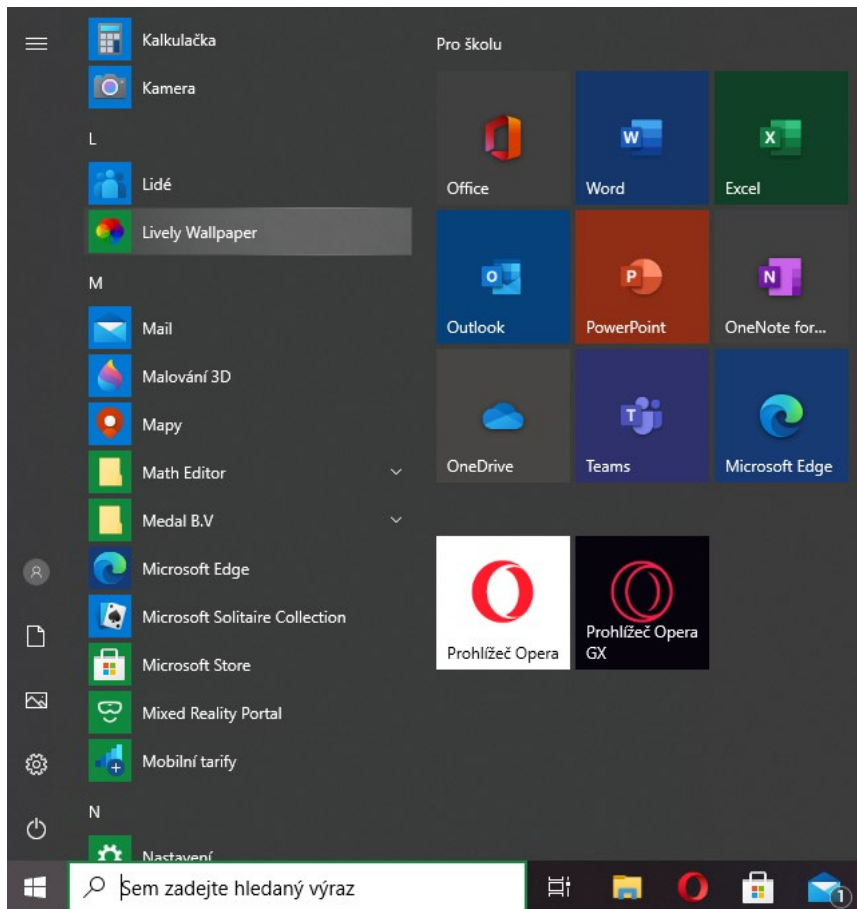 Kalkulačka
Kamera
L
Lidé
Lively Wallpaper
M
Mail
Malování 3D
Mapy
Math Editor
Medal B.V
Microsoft Edge
Microsoft Solitaire Collection
Microsoft Store
Mixed Reality Portal
Mobilní tarify
N
Nastavení
Pro školu
Office
W
Word
X
Excel
O
Outlook
P
PowerPoint
N
OneNote for...
OneDrive
T
Teams
Microsoft Edge
Prohlížeč Opera
Prohlížeč Opera
GX
Sem zadejte hledaný výraz
1